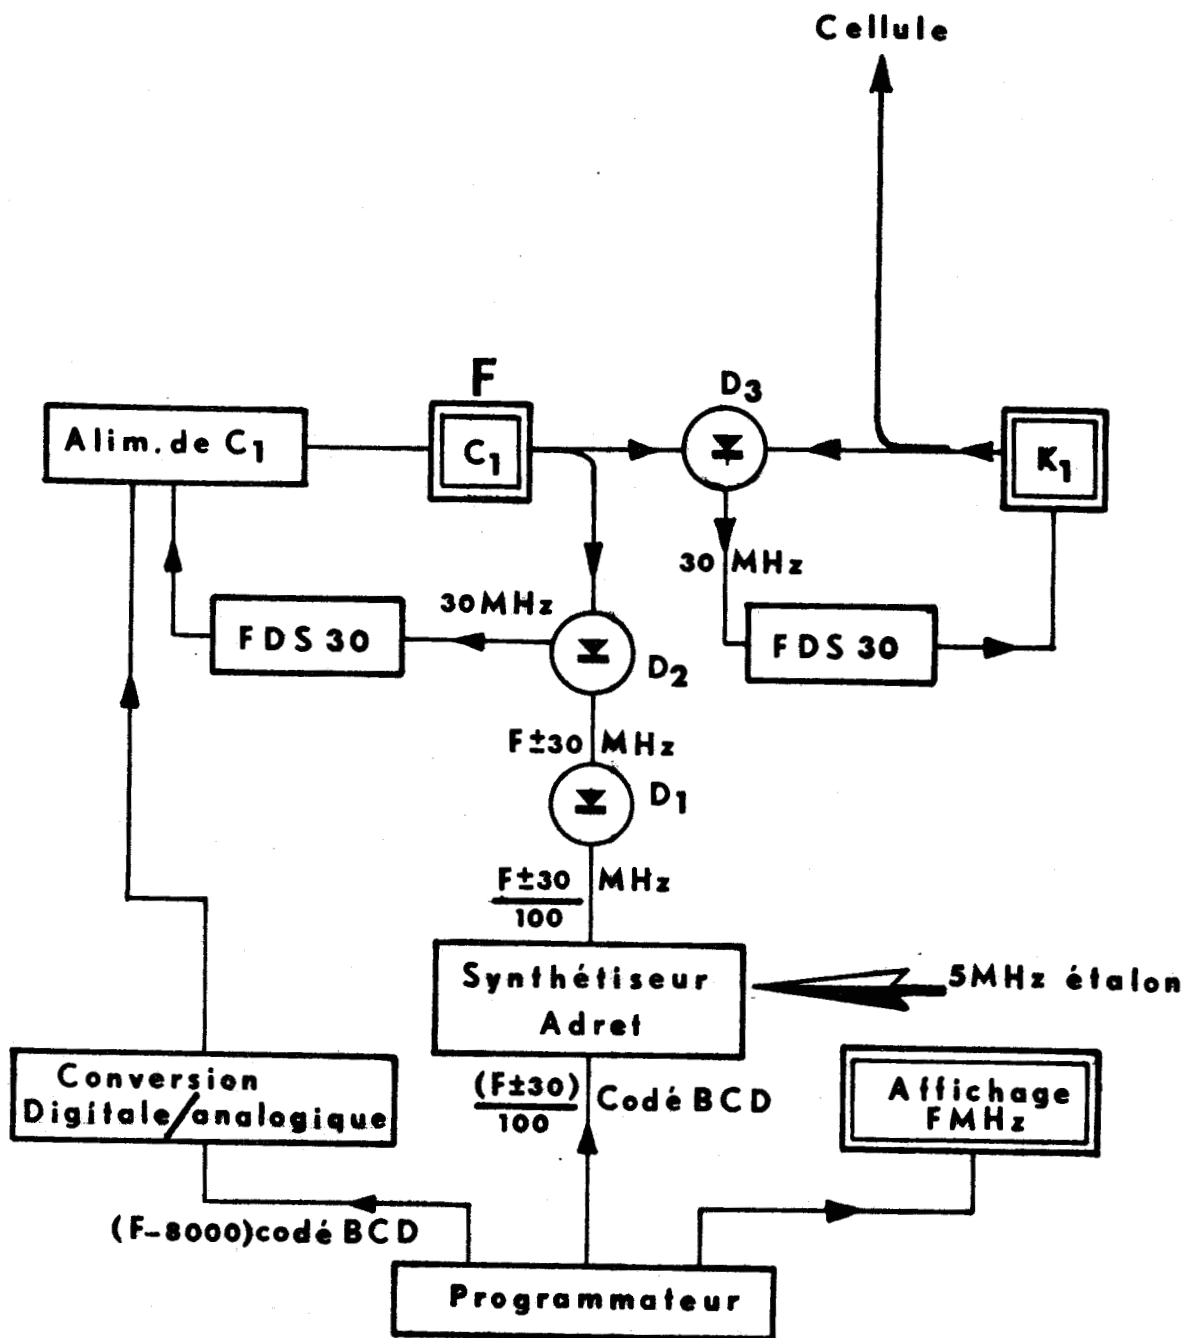 Cellule
F
D3
Alim. de C1
C1
K1
30 MHz
30MHz
FDS 30
FDS 30
D2
F±30 MHz
D1
F±30 MHz
100
Synthétiseur
Adret
5MHz étalon
Conversion
Digitale/analogique
(F±30) Codé BCD
100
Affichage
FMHz
(F-8000)codé BCD
Programmateur